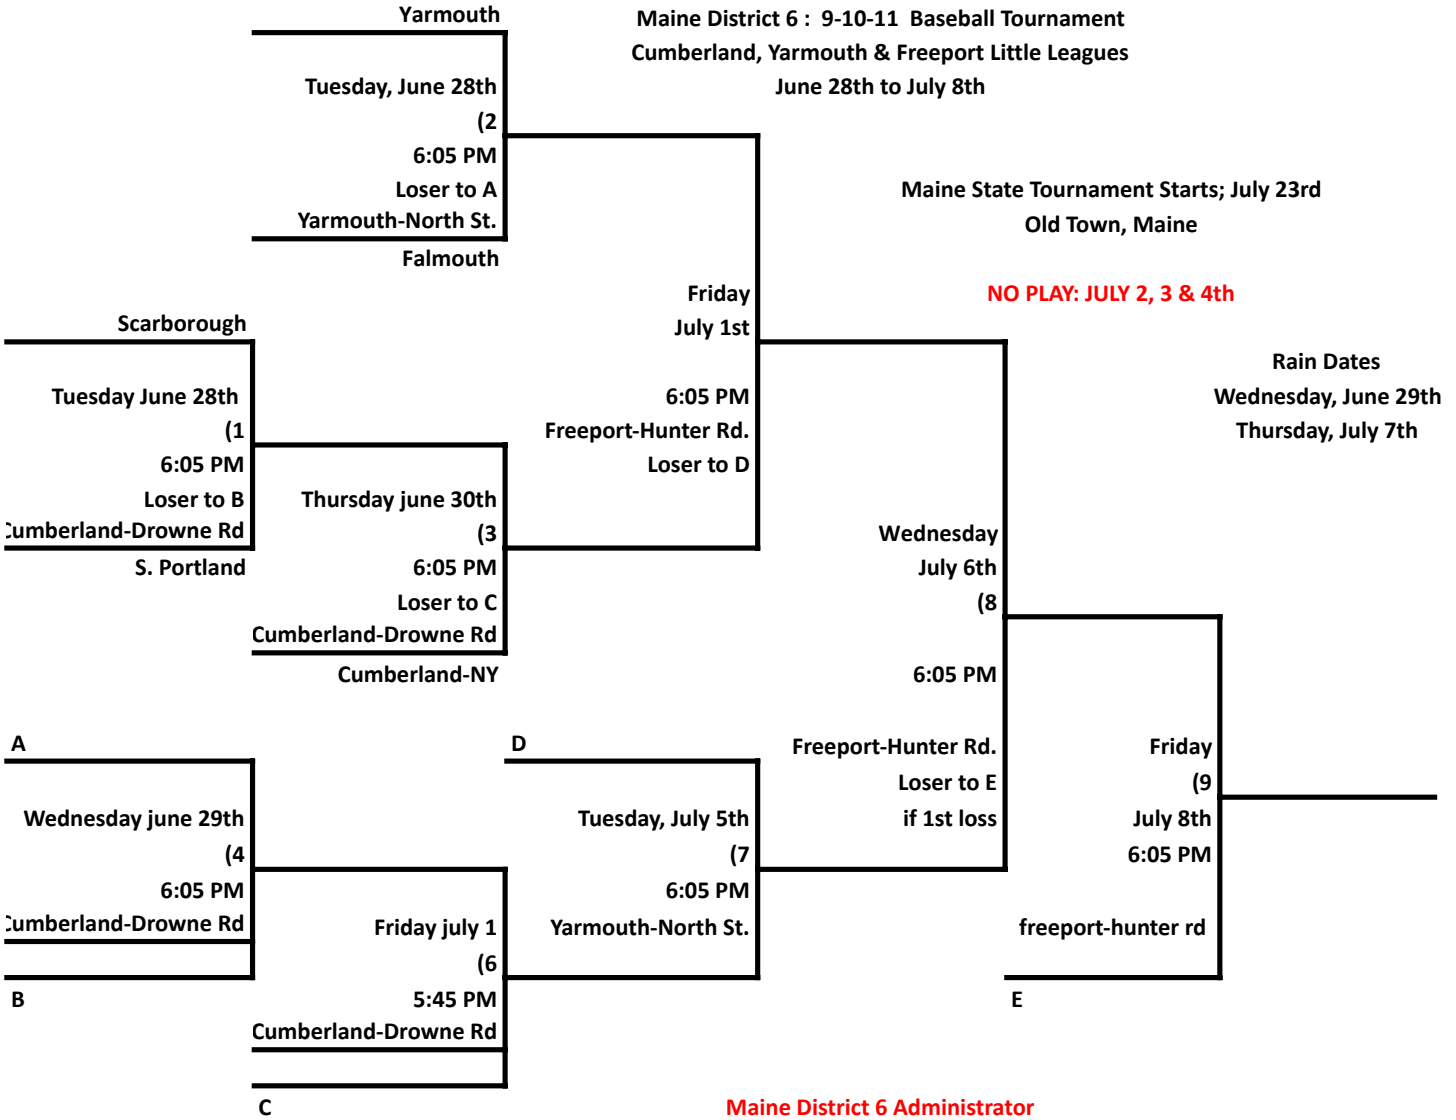 Yarmouth
Maine District 6 : 9-10-11 Baseball Tournament
Cumberland, Yarmouth & Freeport Little Leagues
June 28th to July 8th
Tuesday, June 28th
(2
6:05 PM
Loser to A
Yarmouth-North St.
Falmouth
Maine State Tournament Starts; July 23rd
Old Town, Maine
NO PLAY: JULY 2, 3 & 4th
Rain Dates
Wednesday, June 29th
Thursday, July 7th
Scarborough
Tuesday June 28th
(1
6:05 PM
Loser to B
Cumberland-Drowne Rd
S. Portland
Thursday june 30th
(3
6:05 PM
Loser to C
Cumberland-Drowne Rd
Cumberland-NY
Friday
July 1st
6:05 PM
Freeport-Hunter Rd.
Loser to D
Wednesday
July 6th
(8
6:05 PM
Freeport-Hunter Rd.
Loser to E
if 1st loss
A
Wednesday june 29th
(4
6:05 PM
Cumberland-Drowne Rd
B
Friday july 1
(6
5:45 PM
Cumberland-Drowne Rd
C
D
Tuesday, July 5th
(7
6:05 PM
Yarmouth-North St.
Friday
(9
July 8th
6:05 PM
freeport-hunter rd
E
Maine District 6 Administrator